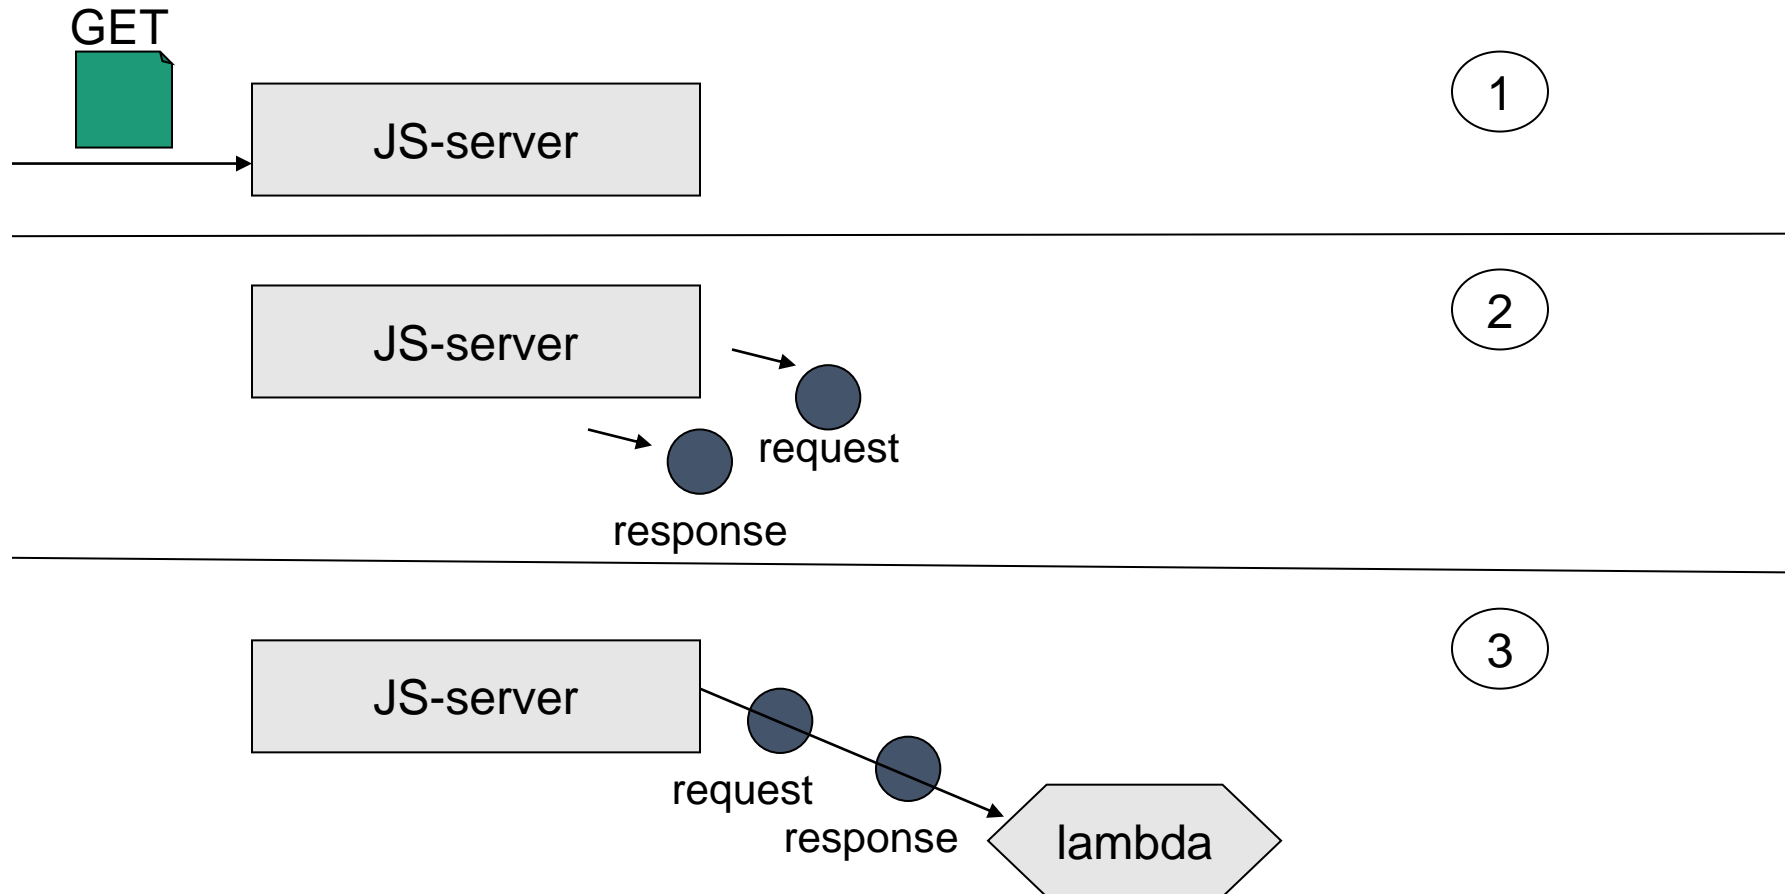 GET
JS-server
1
JS-server
2
request
response
JS-server
3
request
response
lambda